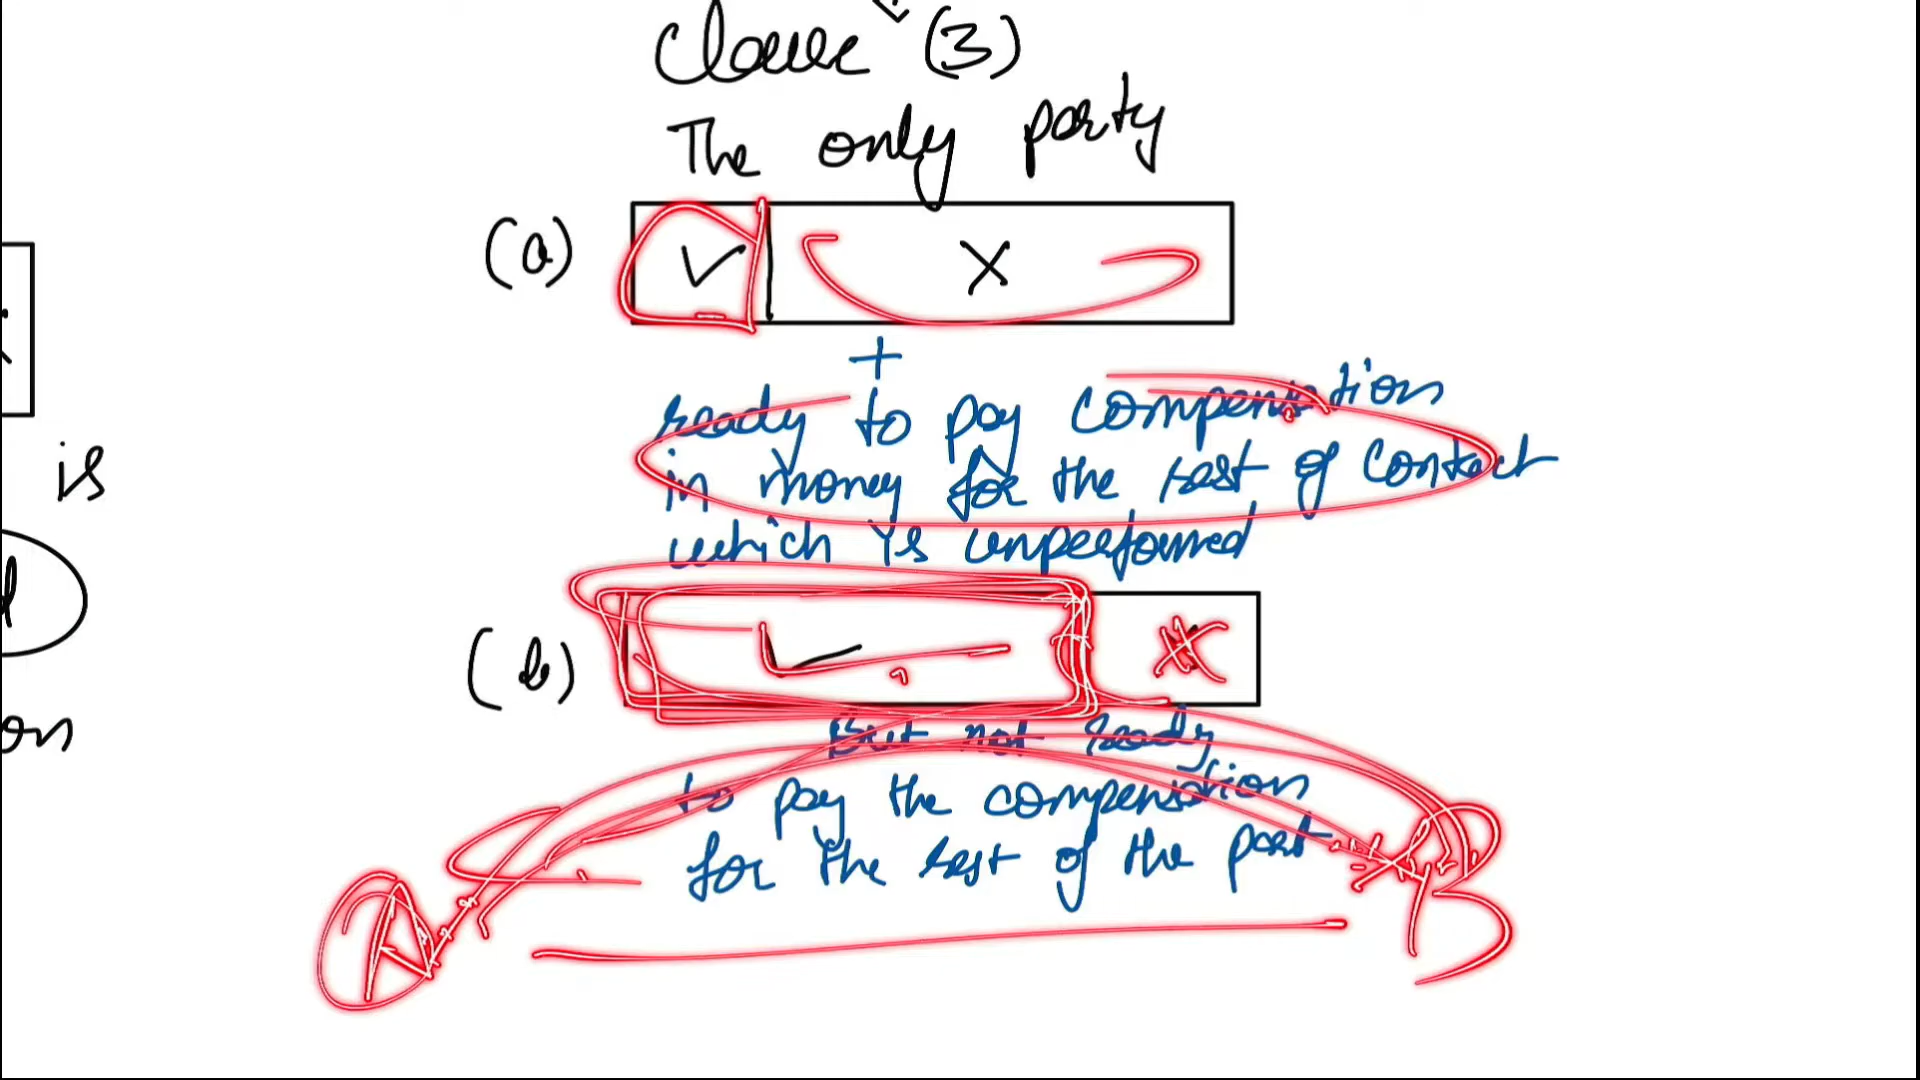 Clause (3)
The only party
(a) ✓ X
+
ready to pay compensation
in money for the rest of contect
is
which is unperformed
(b) ✓ X
But not ready
on
to pay the compensation
for the rest of the part
A B